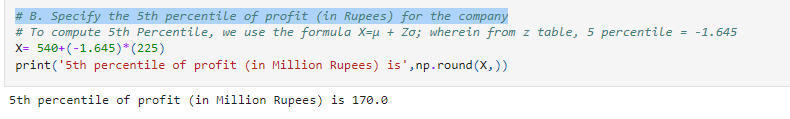 # B. Specify the 5th percentile of profit (in Rupees) for the company
# To compute 5th Percentile, we use the formula X=μ + Zσ; wherein from z table, 5 percentile = -1.645
X= 540+(-1.645)*(225)
print('5th percentile of profit (in Million Rupees) is',np.round(X,))
5th percentile of profit (in Million Rupees) is 170.0